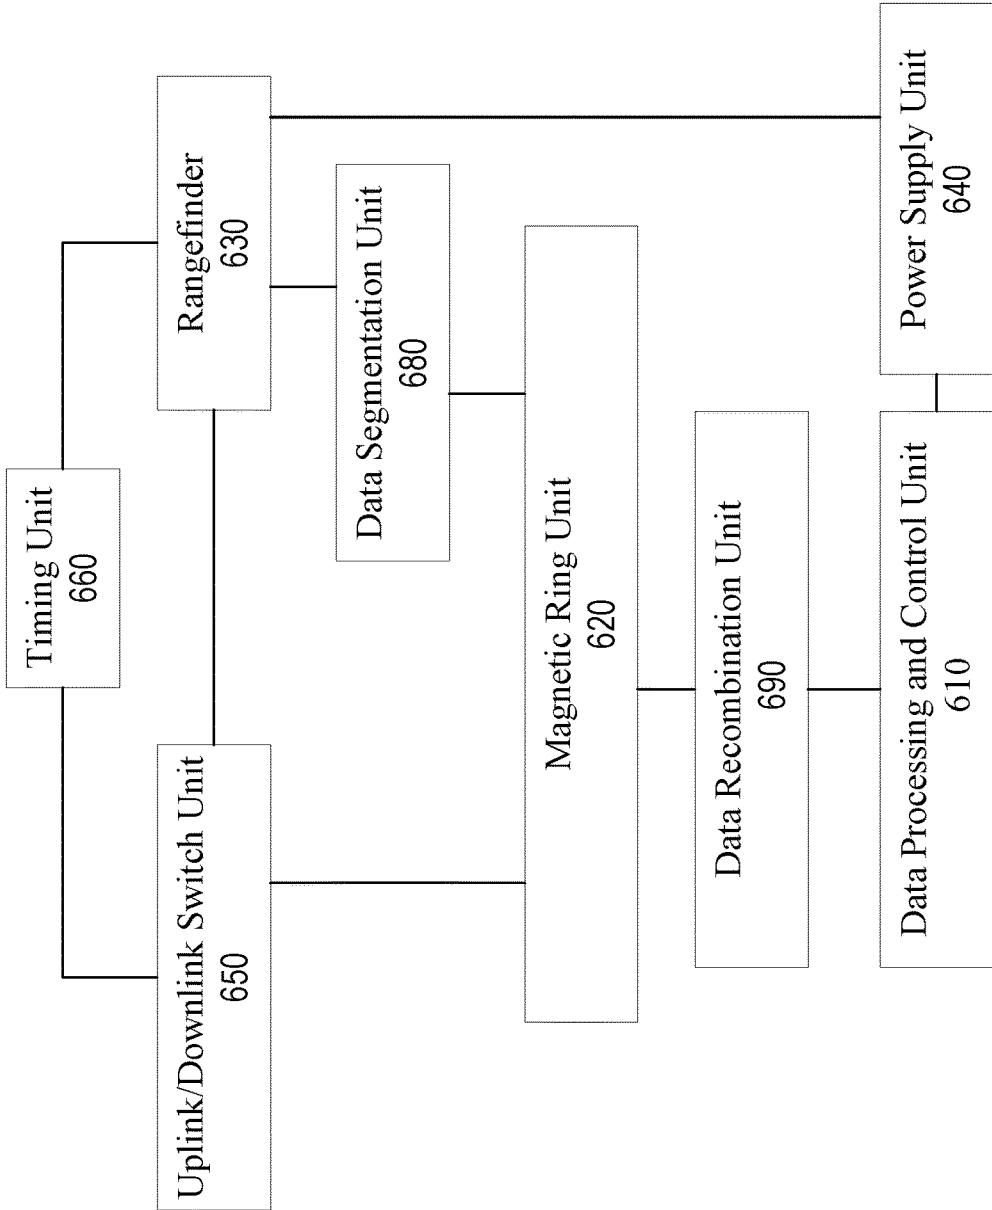 Timing Unit
660
Uplink/Downlink Switch Unit
650
Rangefinder
630
Data Segmentation Unit
680
Magnetic Ring Unit
620
Data Recombination Unit
690
Data Processing and Control Unit
610
Power Supply Unit
640